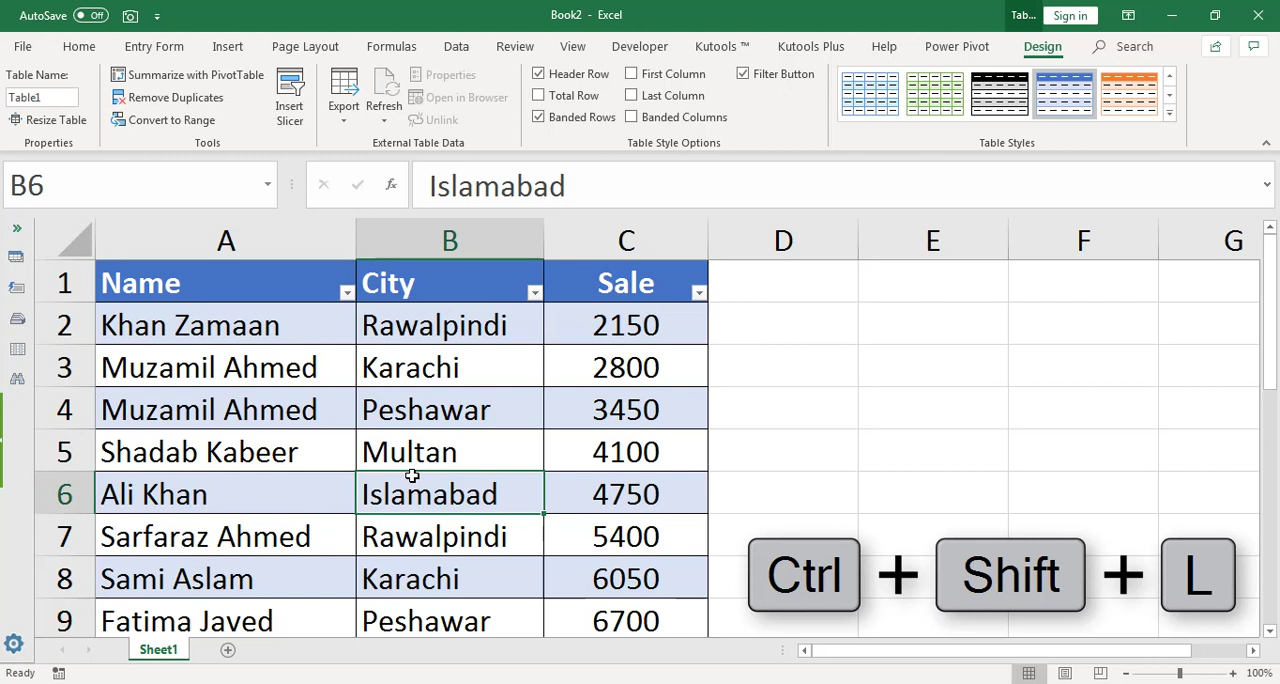 AutoSave Off
Book2 - Excel
Tab... Sign in
File Home Entry Form Insert Page Layout Formulas Data Review View Developer Kutools ™ Kutools Plus Help Power Pivot Design Search
Table Name:
Table1
Resize Table
Properties
Summarize with PivotTable
Remove Duplicates
Convert to Range
Insert
Slicer
Tools
Export
Refresh
Properties
Open in Browser
Unlink
External Table Data
Header Row First Column Filter Button
Total Row Last Column
Banded Rows Banded Columns
Table Style Options
Table Styles
B6
fx
Islamabad
A B C D E F G
1 Name City Sale
2 Khan Zamaan Rawalpindi 2150
3 Muzamil Ahmed Karachi 2800
4 Muzamil Ahmed Peshawar 3450
5 Shadab Kabeer Multan 4100
6 Ali Khan Islamabad 4750
7 Sarfaraz Ahmed Rawalpindi 5400
8 Sami Aslam Karachi 6050
9 Fatima Javed Peshawar 6700
Ctrl + Shift + L
Sheet1
Ready
100%